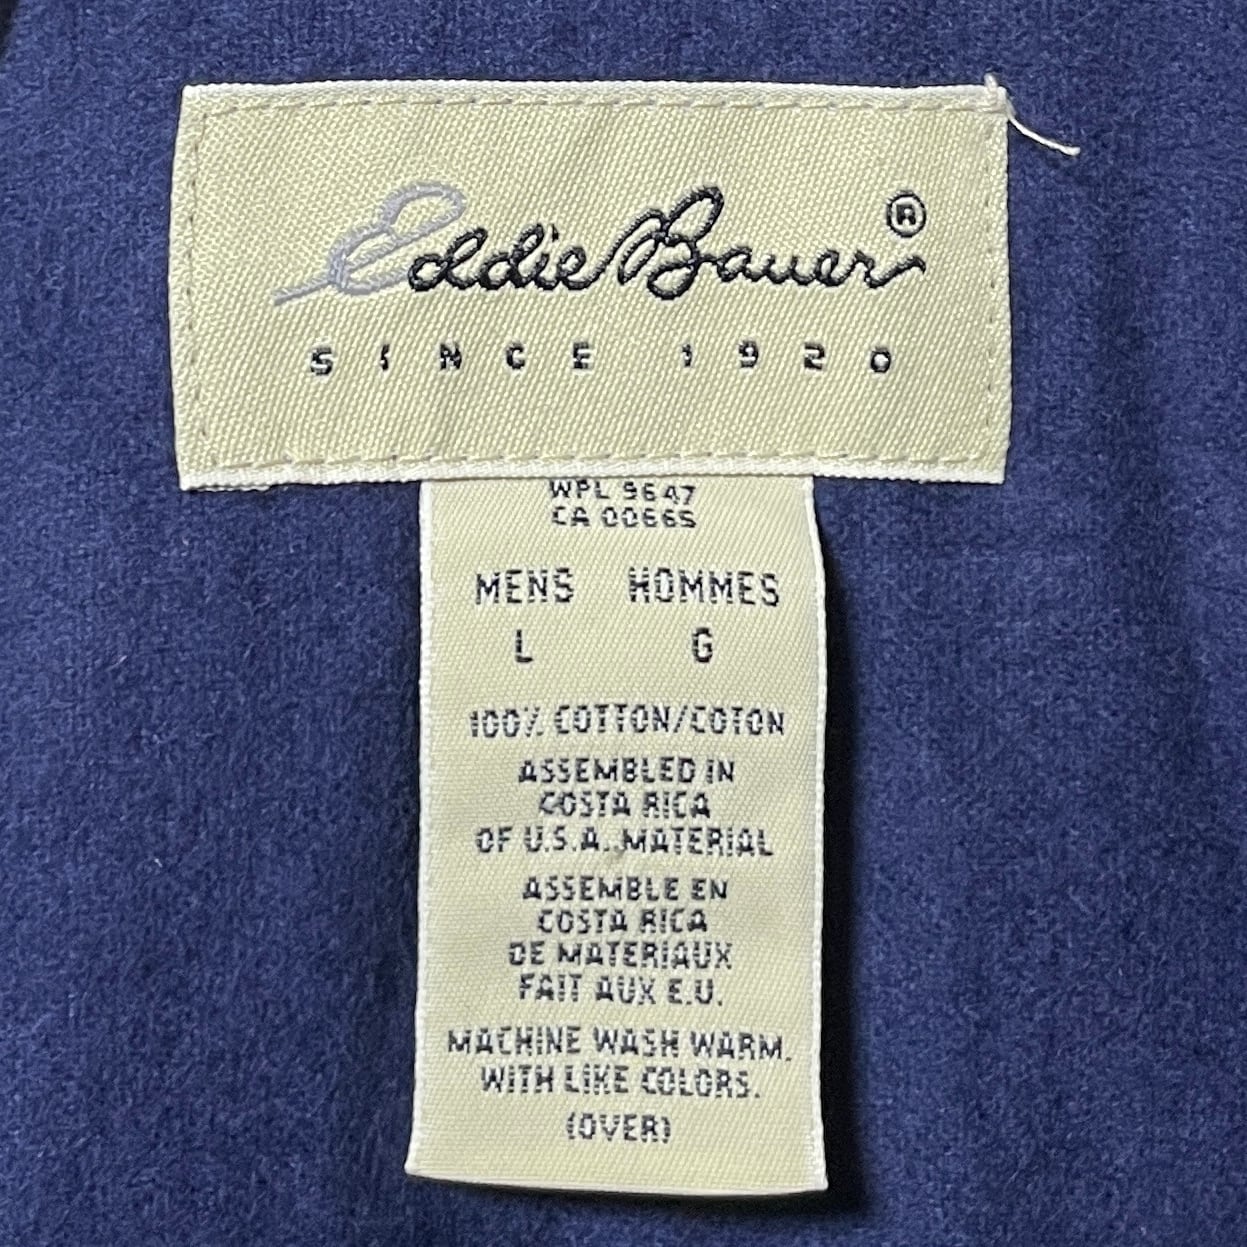 Eddie Bauer®
SINCE 1920
WPL 9647
CA 00665
MENS HOMMES
L G
100% COTTON/COTON
ASSEMBLED IN
COSTA RICA
OF U.S.A. MATERIAL
ASSEMBLE EN
COSTA RICA
DE MATERIAUX
FAIT AUX E.U.
MACHINE WASH WARM.
WITH LIKE COLORS.
(OVER)